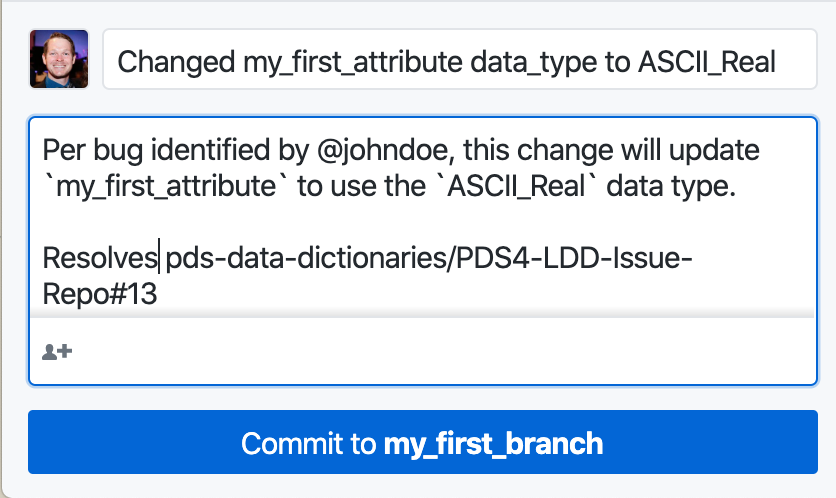 Changed my_first_attribute data_type to ASCII_Real
Per bug identified by @johndoe, this change will update
`my_first_attribute` to use the `ASCII_Real` data type.
Resolves pds-data-dictionaries/PDS4-LDD-Issue-
Repo#13
Commit to my_first_branch